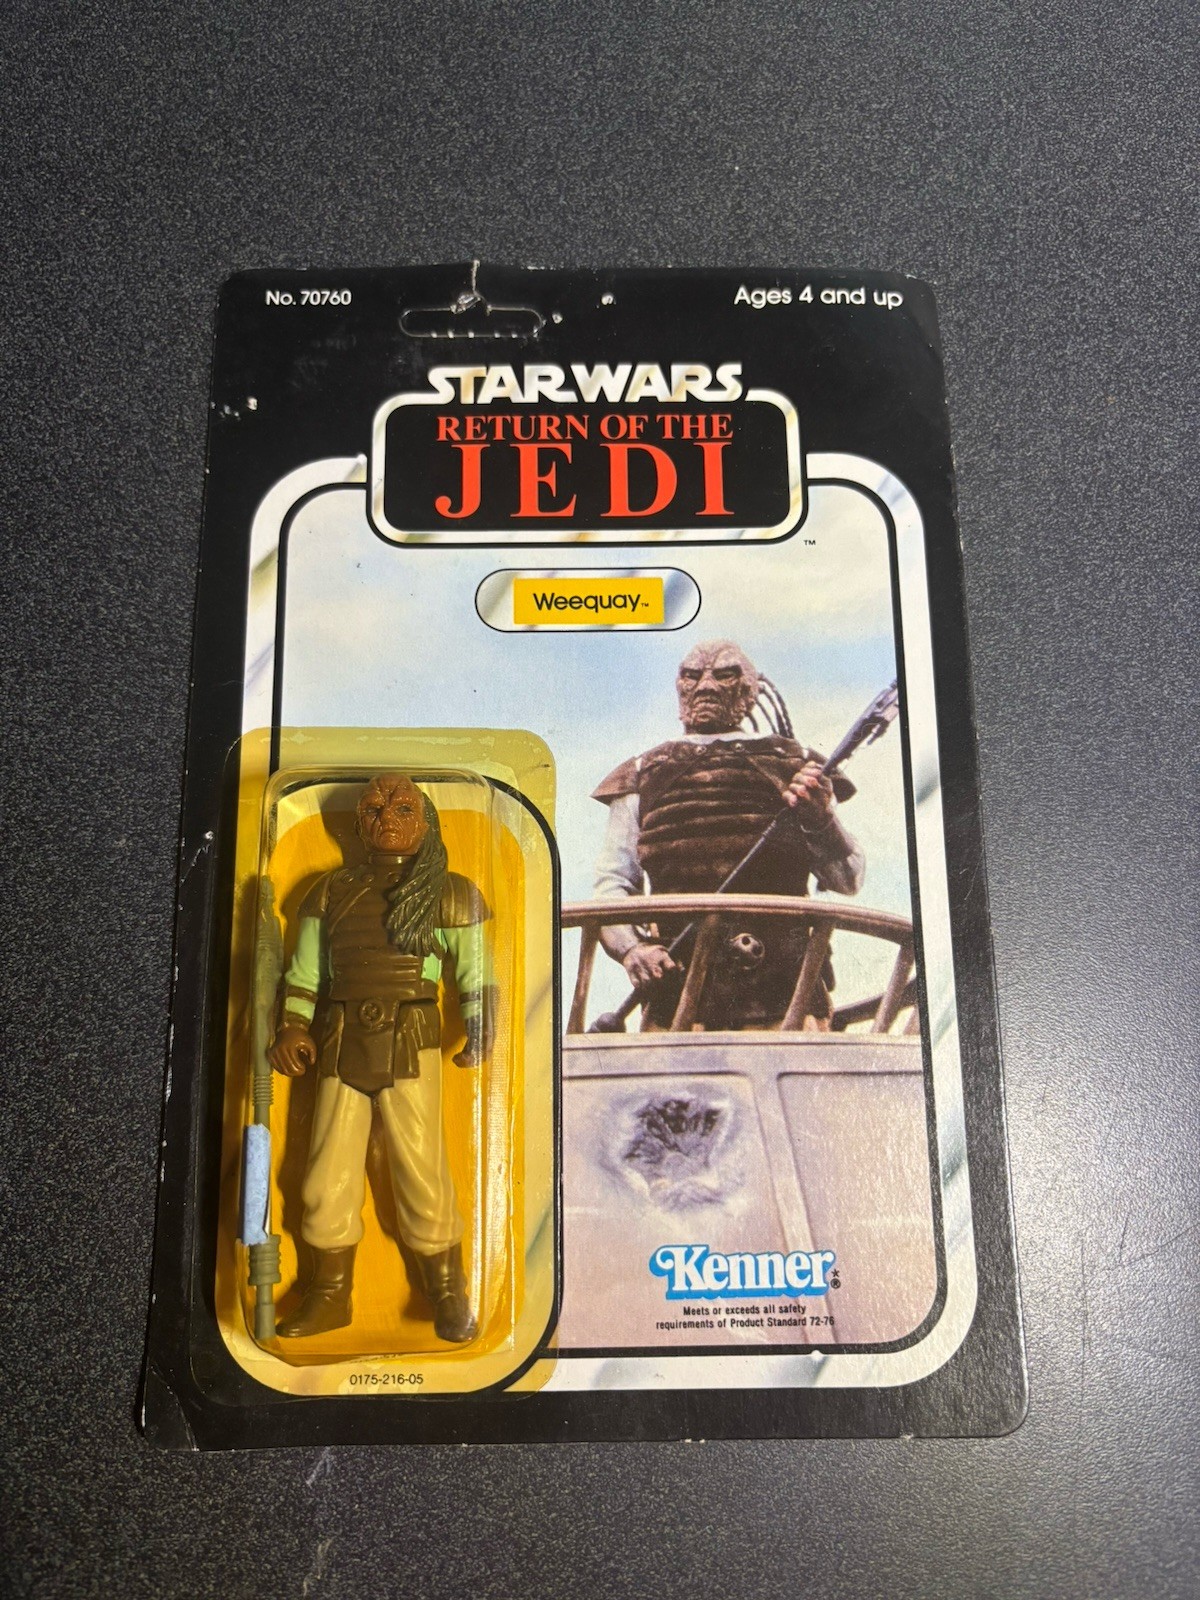 No. 70760
Ages 4 and up
STAR WARS
RETURN OF THE
JEDI
™
Weequay™
Kenner*®
Meets or exceeds all safety
requirements of Product Standard 72-76
0175-216-05